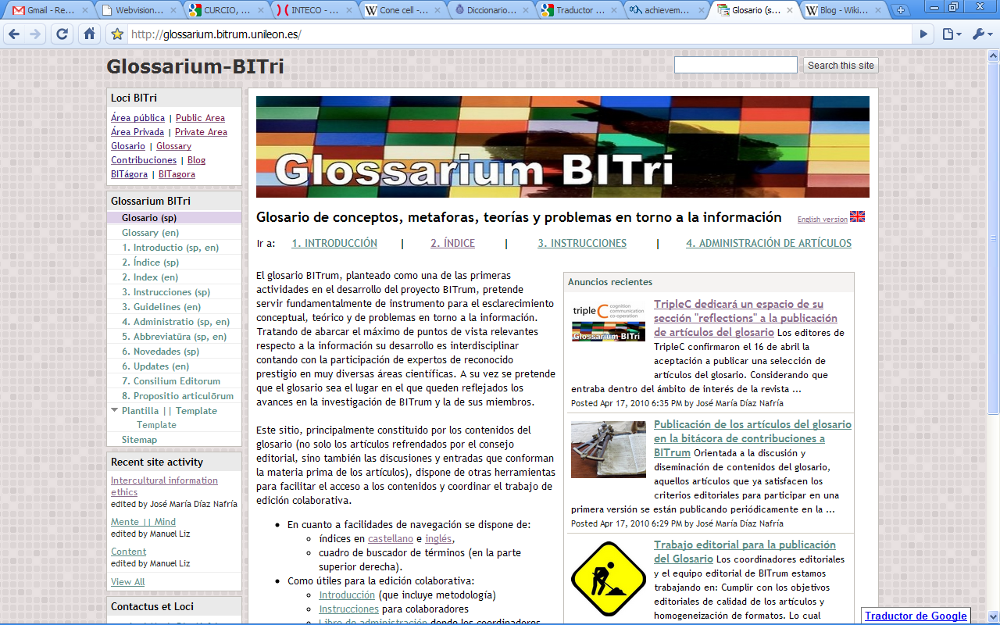 Gmail - Re...
Webvision...
CURCIO, ...
INTECO - ...
Cone cell -...
Diccionario...
Traductor ...
achievem...
Glosario (s...
Blog - Wiki...
http://glossarium.bitrum.unileon.es/
Glossarium-BITri
Search this site
Loci BITri
Área pública | Public Area
Área Privada | Private Area
Glosario | Glossary
Contribuciones | Blog
BITágora | BITagora
Glossarium BITri
Glosario (sp)
Glossary (en)
1. Introductio (sp, en)
2. Índice (sp)
2. Index (en)
3. Instrucciones (sp)
3. Guidelines (en)
4. Administratio (sp, en)
5. Abbreviatūra (sp, en)
6. Novedades (sp)
6. Updates (en)
7. Consilium Editorum
8. Propositio articulōrum
Plantilla || Template
Template
Sitemap
Recent site activity
Intercultural information
ethics
edited by José María Díaz Nafría
Mente || Mind
edited by Manuel Liz
Content
edited by Manuel Liz
View All
Contactus et Loci
Glossarium BITri
Glosario de conceptos, metaforas, teorías y problemas en torno a la información
English version
Ir a: 1. INTRODUCCIÓN | 2. ÍNDICE | 3. INSTRUCCIONES | 4. ADMINISTRACIÓN DE ARTÍCULOS
El glosario BITrum, planteado como una de las primeras
actividades en el desarrollo del proyecto BITrum, pretende
servir fundamentalmente de instrumento para el esclarecimiento
conceptual, teórico y de problemas en torno a la información.
Tratando de abarcar el máximo de puntos de vista relevantes
respecto a la información su desarrollo es interdisciplinar
contando con la participación de expertos de reconocido
prestigio en muy diversas áreas científicas. A su vez se pretende
que el glosario sea el lugar en el que queden reflejados los
avances en la investigación de BITrum y la de sus miembros.
Este sitio, principalmente constituido por los contenidos del
glosario (no solo los artículos refrendados por el consejo
editorial, sino también las discusiones y entradas que conforman
la materia prima de los artículos), dispone de otras herramientas
para facilitar el acceso a los contenidos y coordinar el trabajo de
edición colaborativa.
En cuanto a facilidades de navegación se dispone de:
índices en castellano e inglés,
cuadro de buscador de términos (en la parte
superior derecha).
Como útiles para la edición colaborativa:
Introducción (que incluye metodología)
Instrucciones para colaboradores
Libro de administración donde los coordinadores
Anuncios recientes
tripleC cognition
communication
co-operation
Glossarium BITri
TripleC dedicará un espacio de su
sección "reflections" a la publicación
de artículos del glosario Los editores de
TripleC confirmaron el 16 de abril la
aceptación a publicar una selección de
artículos del glosario. Considerando que
entraba dentro del ámbito de interés de la revista ...
Posted Apr 17, 2010 6:35 PM by José María Díaz Nafría
Publicación de los artículos del glosario
en la bitácora de contribuciones a
BITrum Orientada a la discusión y
diseminación de contenidos del glosario,
aquellos artículos que ya satisfacen los
criterios editoriales para participar en una
primera versión se están publicando periódicamente en la ...
Posted Apr 17, 2010 6:29 PM by José María Díaz Nafría
Trabajo editorial para la publicación
del Glosario Los coordinadores editoriales
y el equipo editorial de BITrum estamos
trabajando en: Cumplir con los objetivos
editoriales de calidad de los artículos y
homogeneización de formatos. Lo cual
Traductor de Google